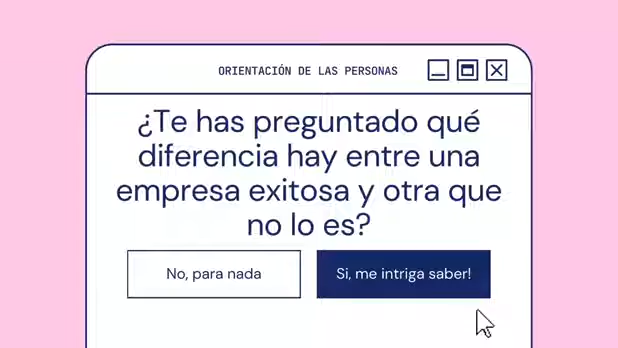 ORIENTACIÓN DE LAS PERSONAS
¿Te has preguntado qué
diferencia hay entre una
empresa exitosa y otra que
no lo es?
No, para nada
Si, me intriga saber!